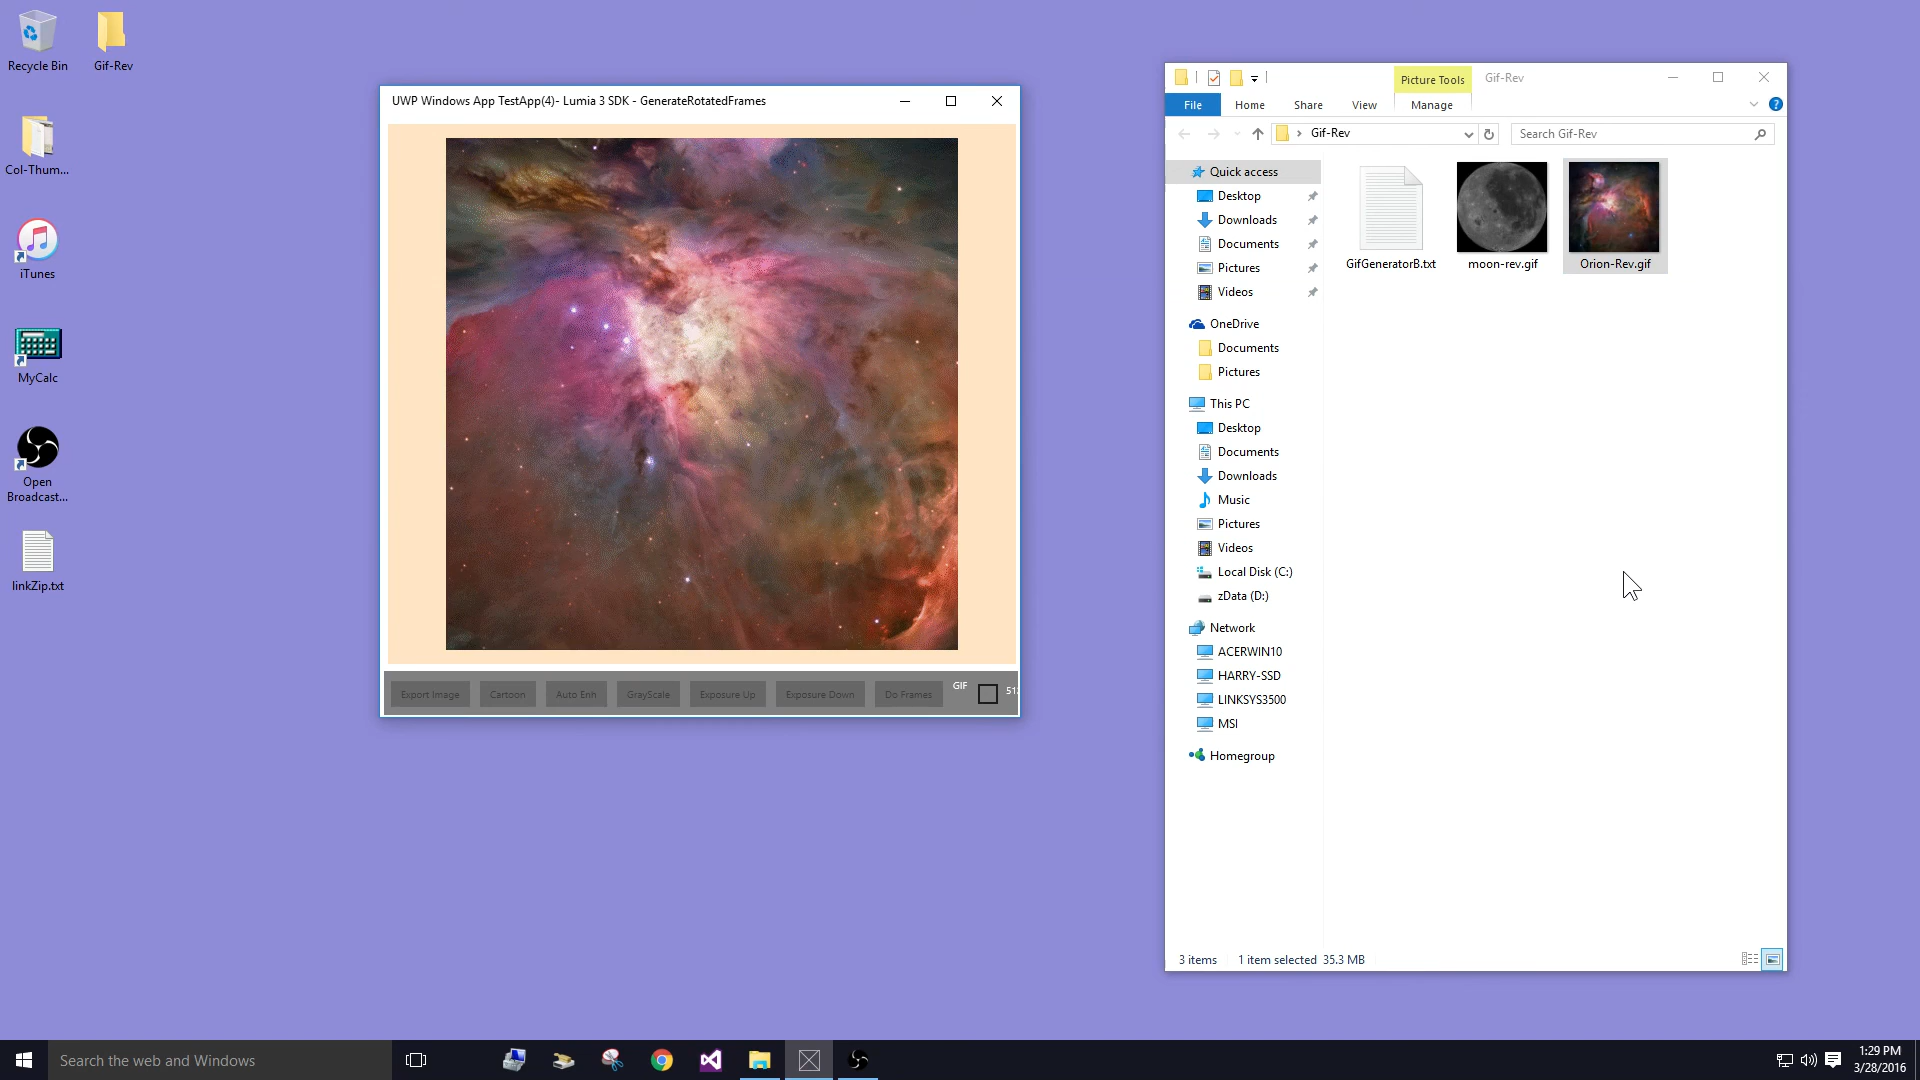 Recycle Bin
Gif-Rev
Col-Thum...
iTunes
MyCalc
Open
Broadcast...
linkZip.txt
UWP Windows App TestApp(4)- Lumia 3 SDK - GenerateRotatedFrames
Export Image
Cartoon
Auto Enh
GrayScale
Exposure Up
Exposure Down
Do Frames
GIF
Picture Tools
Gif-Rev
File
Home
Share
View
Manage
?
Gif-Rev
Search Gif-Rev
Quick access
Desktop
Downloads
Documents
Pictures
Videos
OneDrive
Documents
Pictures
This PC
Desktop
Documents
Downloads
Music
Pictures
Videos
Local Disk (C:)
zData (D:)
Network
ACERWIN10
HARRY-SSD
LINKSYS3500
MSI
Homegroup
GifGeneratorB.txt
moon-rev.gif
Orion-Rev.gif
3 items
1 item selected 35.3 MB
Search the web and Windows
1:29 PM
3/28/2016